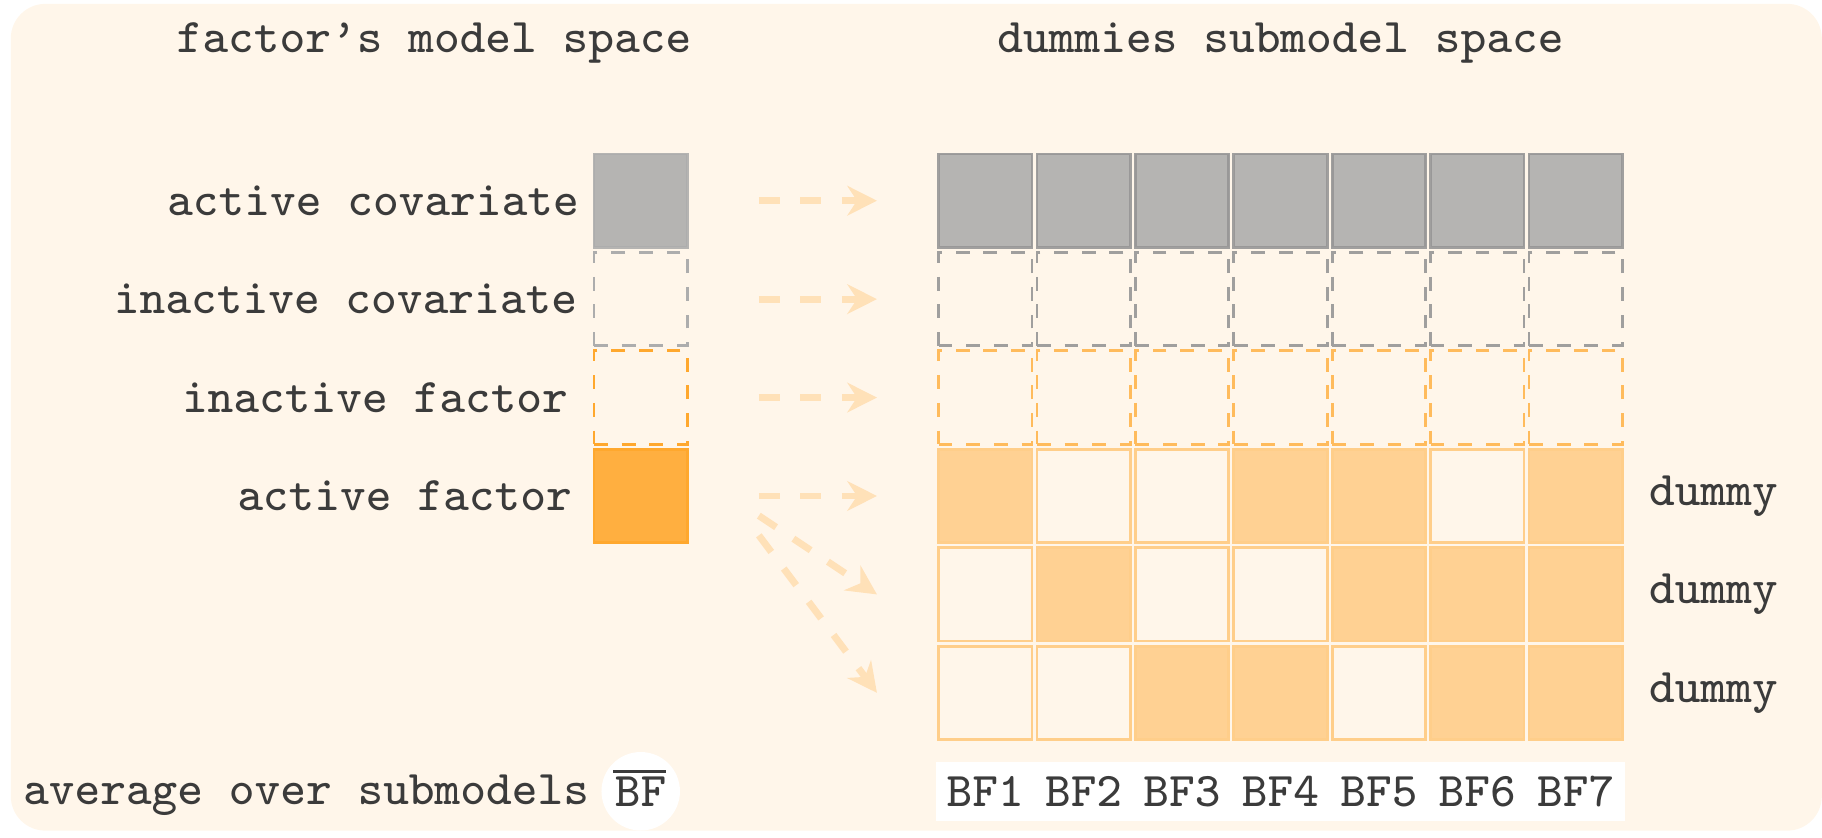 factor's model space
dummies submodel space
active covariate
inactive covariate
inactive factor
active factor
dummy
dummy
dummy
average over submodels B̅F̅ BF1 BF2 BF3 BF4 BF5 BF6 BF7